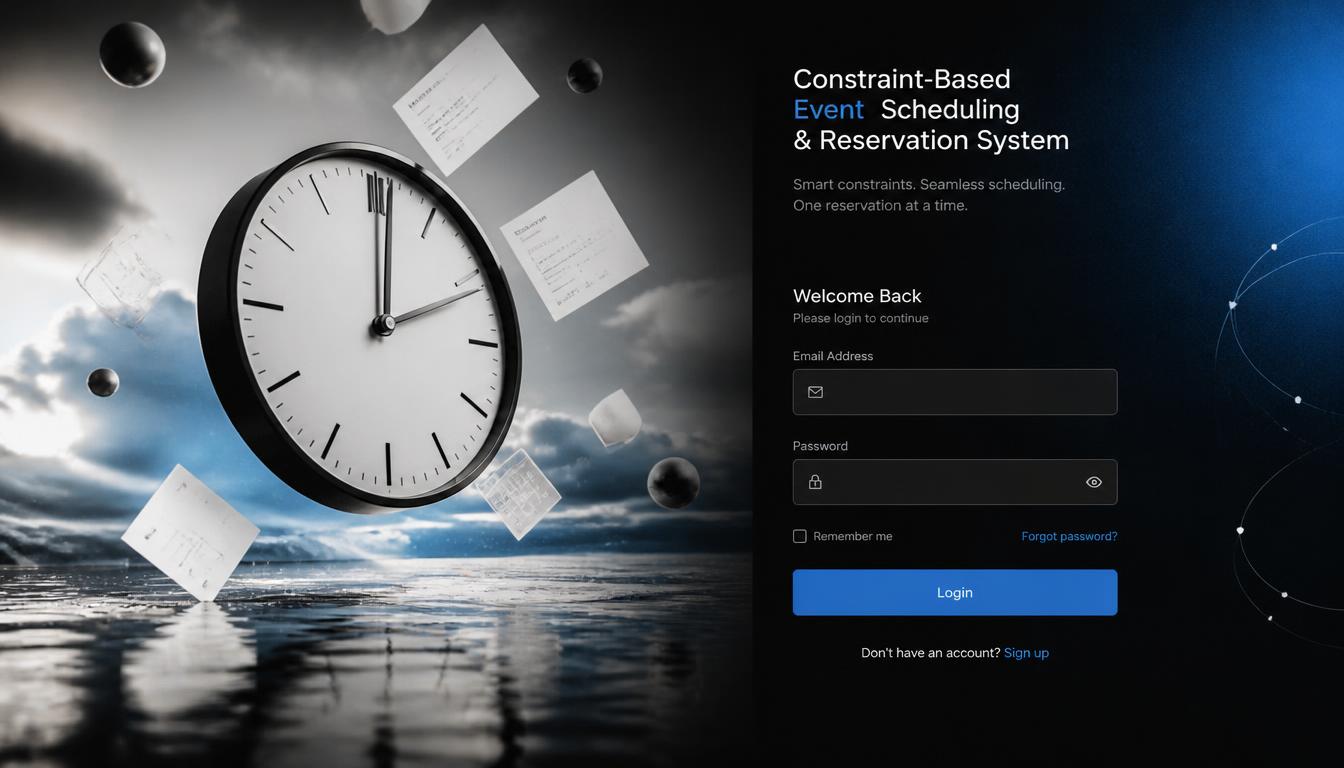 Constraint-Based
Event Scheduling
& Reservation System
Smart constraints. Seamless scheduling.
One reservation at a time.
Welcome Back
Please login to continue
Email Address
Password
Remember me
Forgot password?
Login
Don't have an account? Sign up